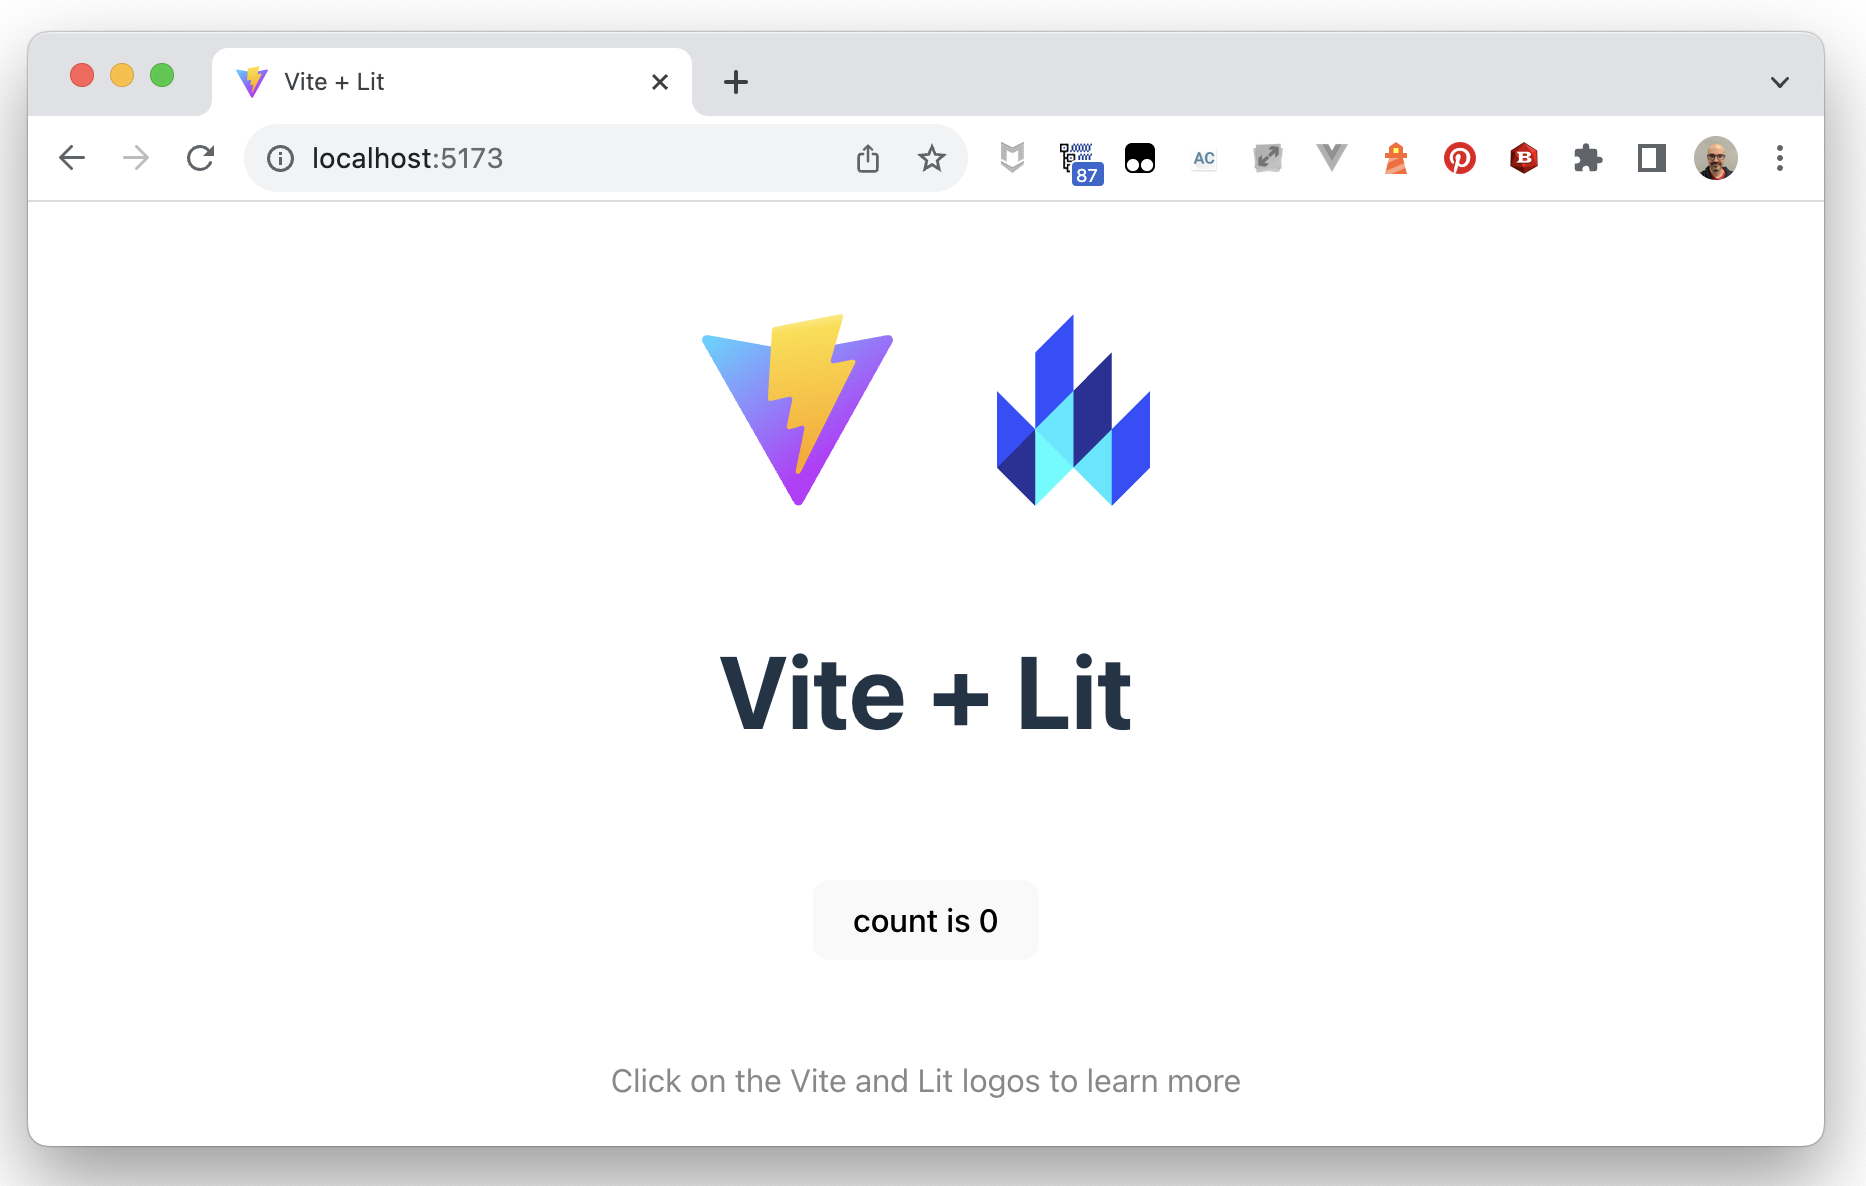 Vite + Lit
localhost:5173
87
AC
B
Vite + Lit
count is 0
Click on the Vite and Lit logos to learn more